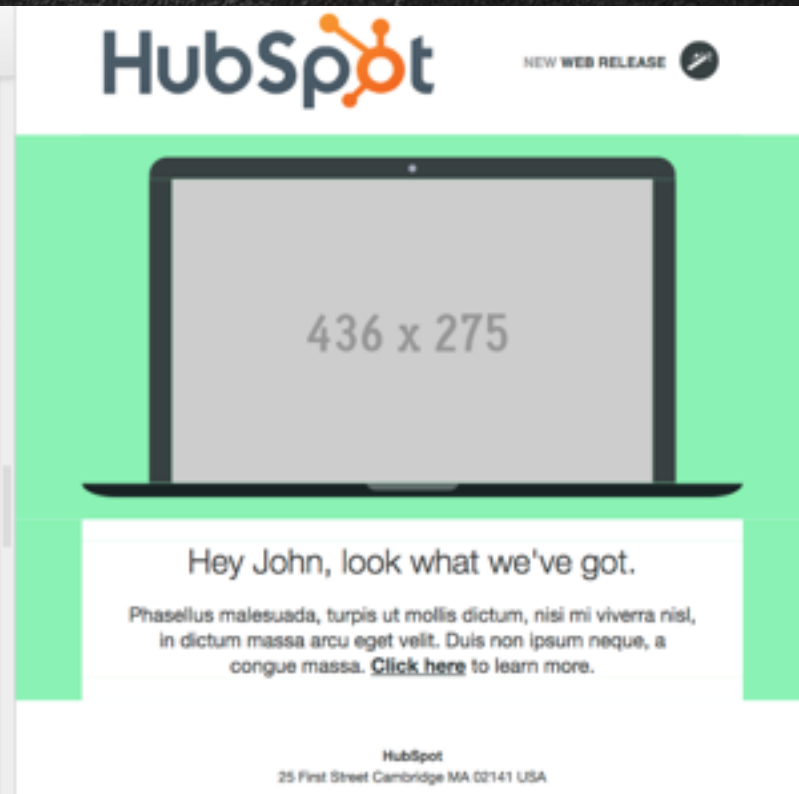 HubSpot
NEW WEB RELEASE
436 x 275
Hey John, look what we've got.
Phasellus malesuada, turpis ut mollis dictum, nisi mi viverra nisl,
in dictum massa arcu eget velit. Duis non ipsum neque, a
congue massa. Click here to learn more.
HubSpot
25 First Street Cambridge MA 02141 USA